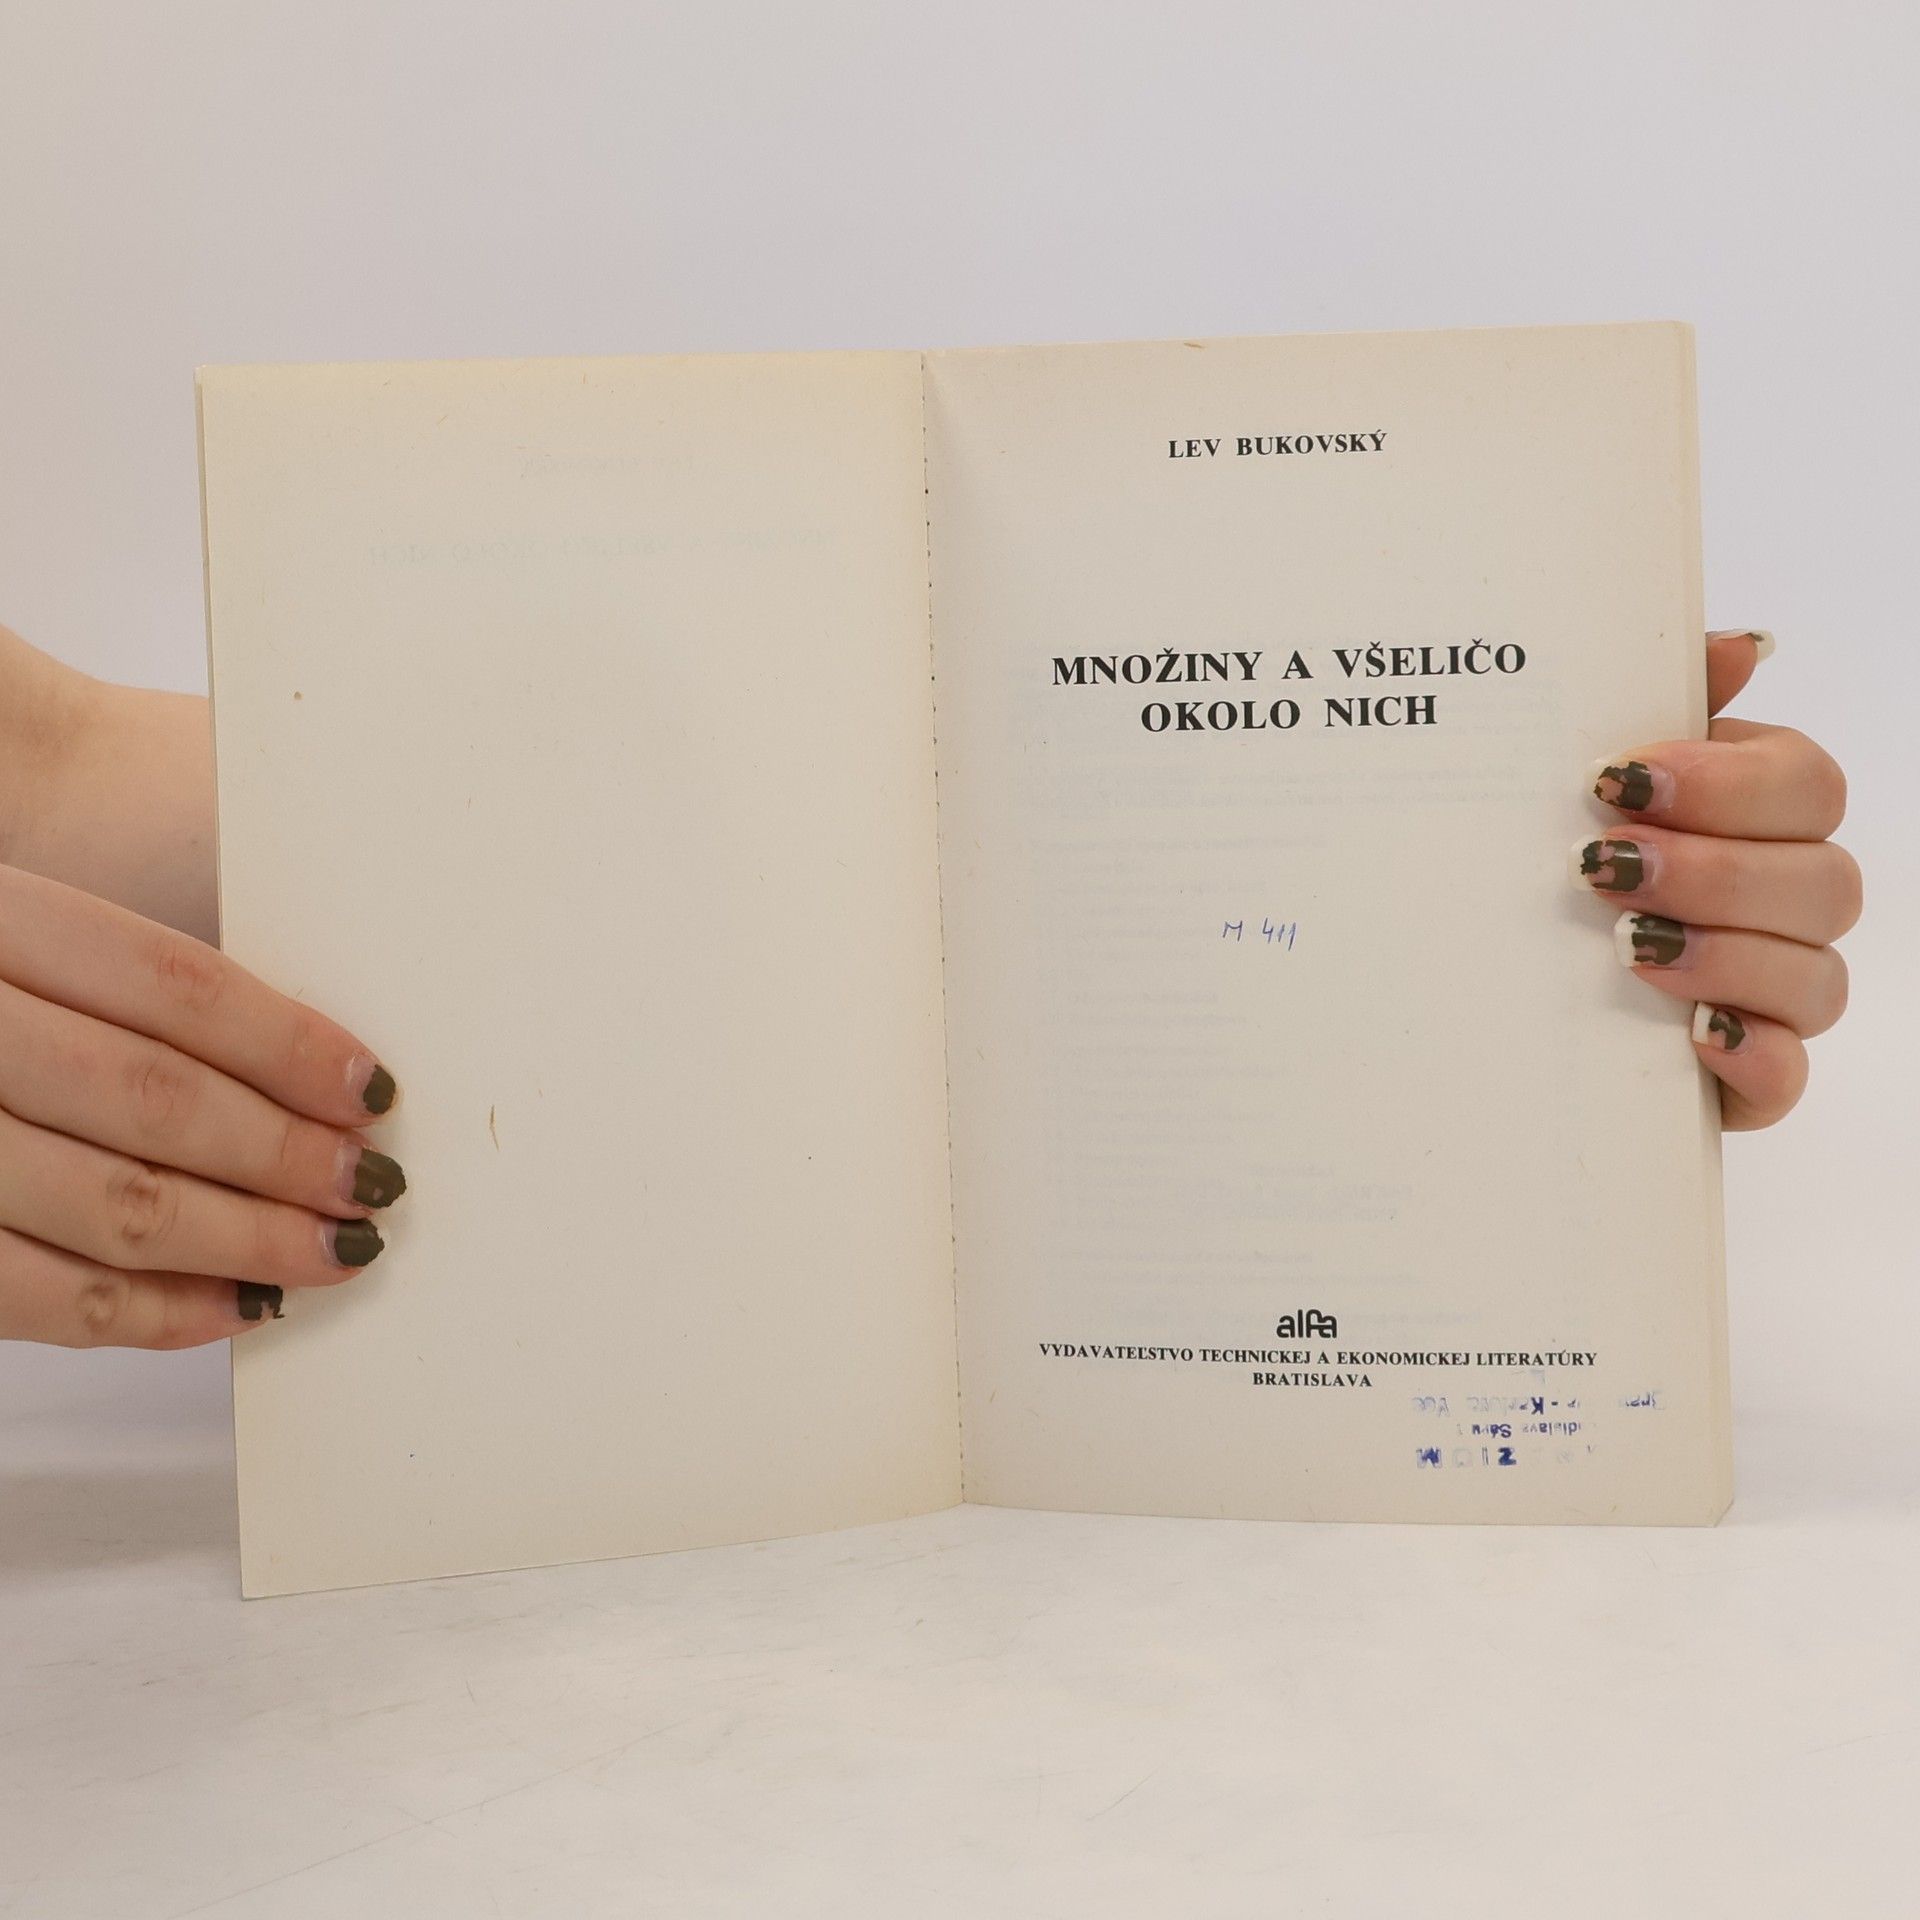 LEV BUKOVSKÝ
MNOŽINY A VŠELIČO
OKOLO NICH
M 411
alfa
VYDAVATEĽSTVO TECHNICKEJ A EKONOMICKEJ LITERATÚRY
BRATISLAVA